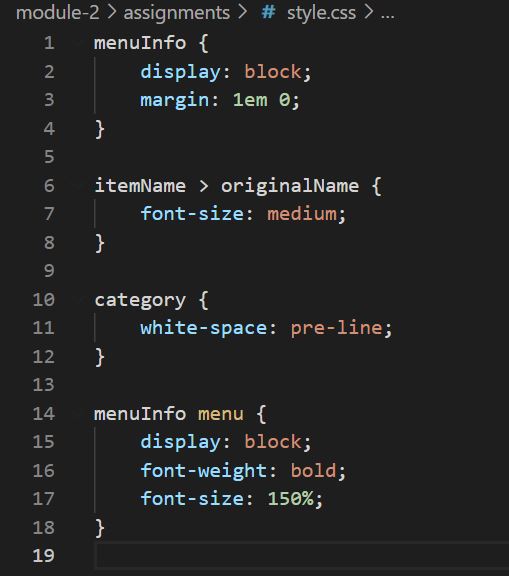 module-2 > assignments > # style.css > ...
1 menuInfo {
2     display: block;
3     margin: 1em 0;
4 }
5
6 itemName > originalName {
7     font-size: medium;
8 }
9
10 category {
11     white-space: pre-line;
12 }
13
14 menuInfo menu {
15     display: block;
16     font-weight: bold;
17     font-size: 150%;
18 }
19